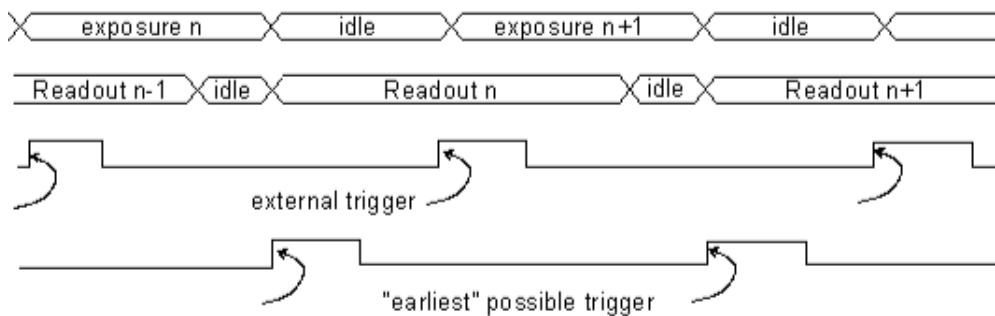 exposure n idle exposure n+1 idle
Readout n-1 idle Readout n idle Readout n+1
external trigger
"earliest" possible trigger